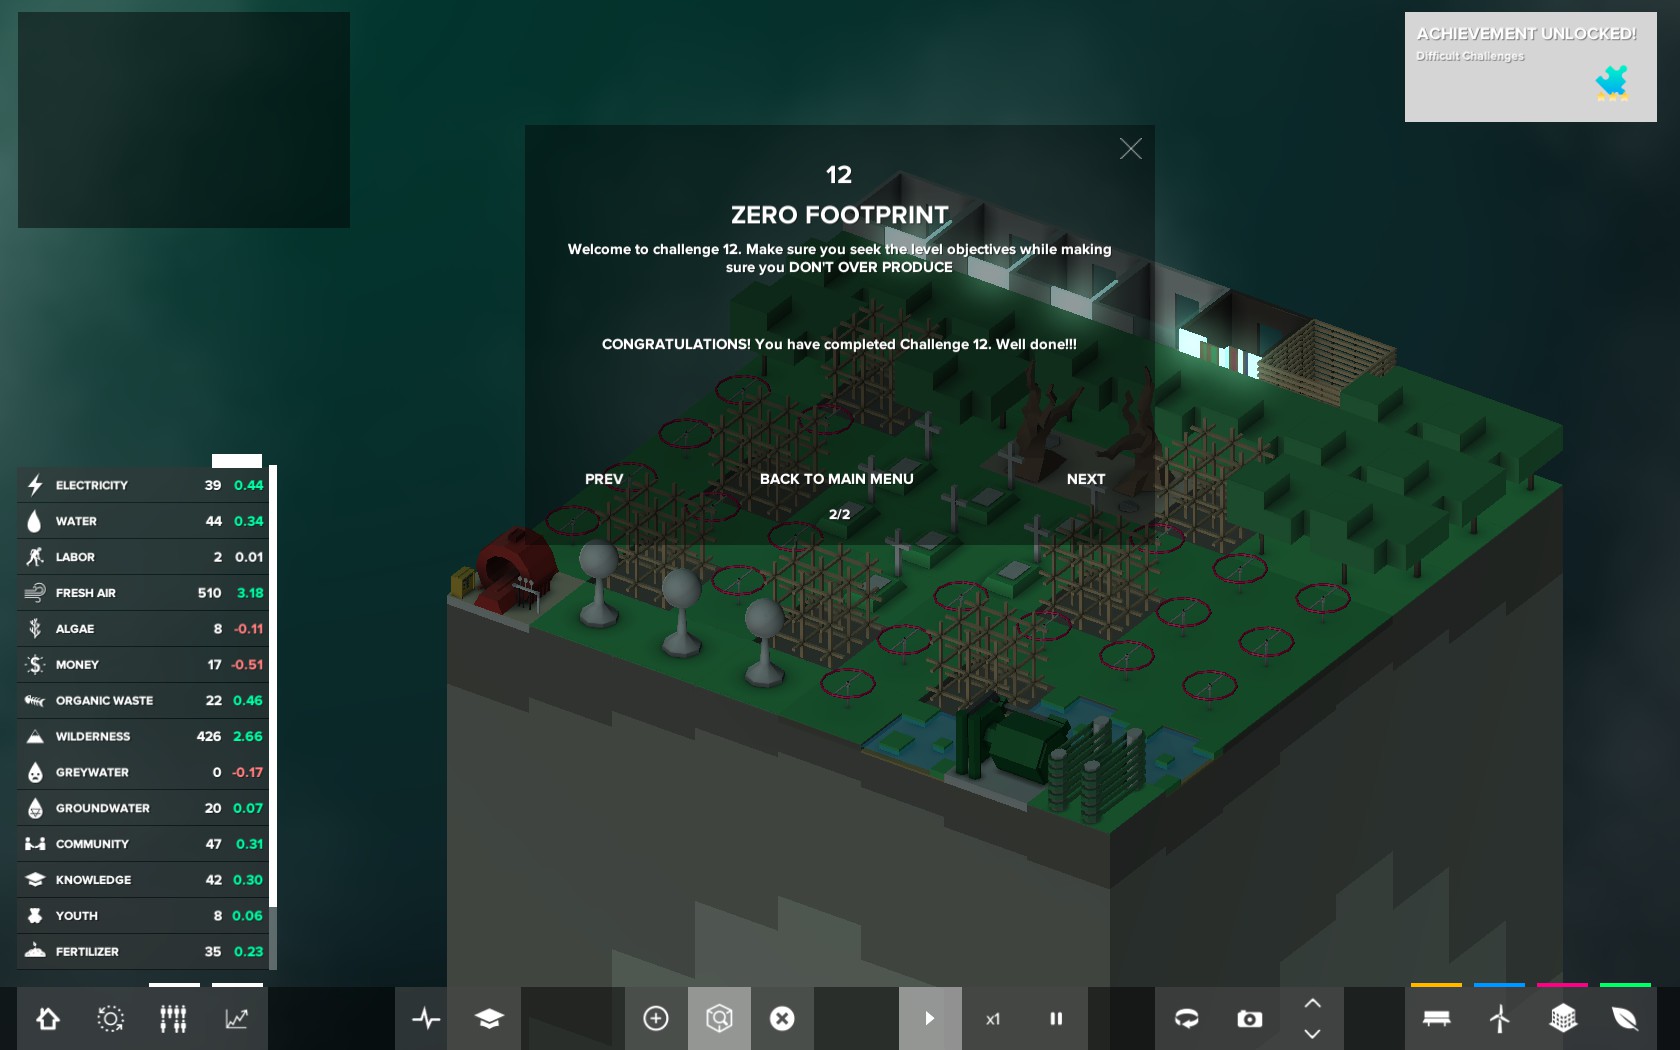 ACHIEVEMENT UNLOCKED!
Difficult Challenges
12
ZERO FOOTPRINT
Welcome to challenge 12. Make sure you seek the level objectives while making
sure you DON'T OVER PRODUCE
CONGRATULATIONS! You have completed Challenge 12. Well done!!!
PREV BACK TO MAIN MENU NEXT
2/2
ELECTRICITY 39 0.44
WATER 44 0.34
LABOR 2 0.01
FRESH AIR 510 3.18
ALGAE 8 -0.11
MONEY 17 -0.51
ORGANIC WASTE 22 0.46
WILDERNESS 426 2.66
GREYWATER 0 -0.17
GROUNDWATER 20 0.07
COMMUNITY 47 0.31
KNOWLEDGE 42 0.30
YOUTH 8 0.06
FERTILIZER 35 0.23
x1